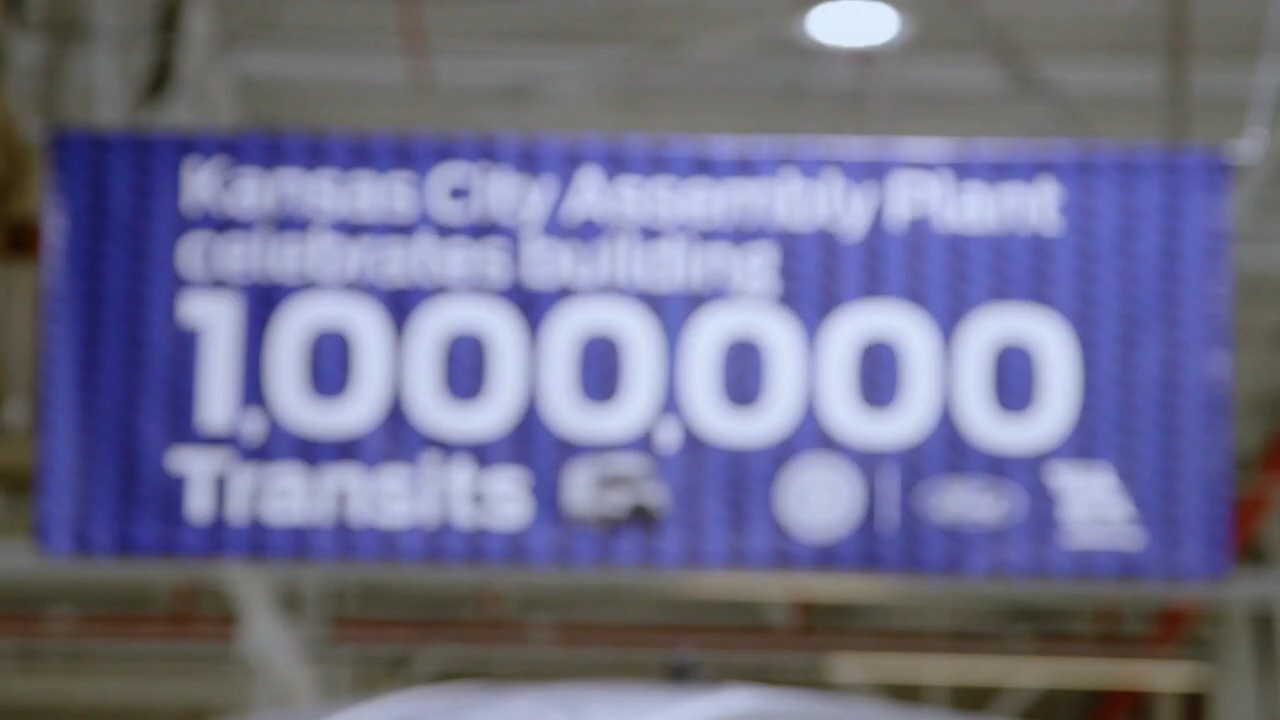 Kansas City Assembly Plant
celebrates building
1,000,000
Transits